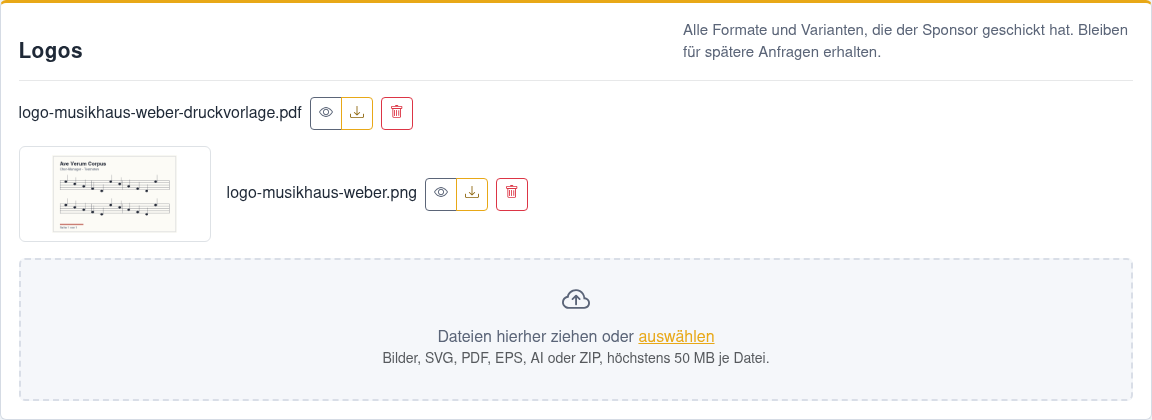 Logos
Alle Formate und Varianten, die der Sponsor geschickt hat. Bleiben
für spätere Anfragen erhalten.
logo-musikhaus-weber-druckvorlage.pdf
Ave Verum Corpus
logo-musikhaus-weber.png
Dateien hierher ziehen oder auswählen
Bilder, SVG, PDF, EPS, AI oder ZIP, höchstens 50 MB je Datei.